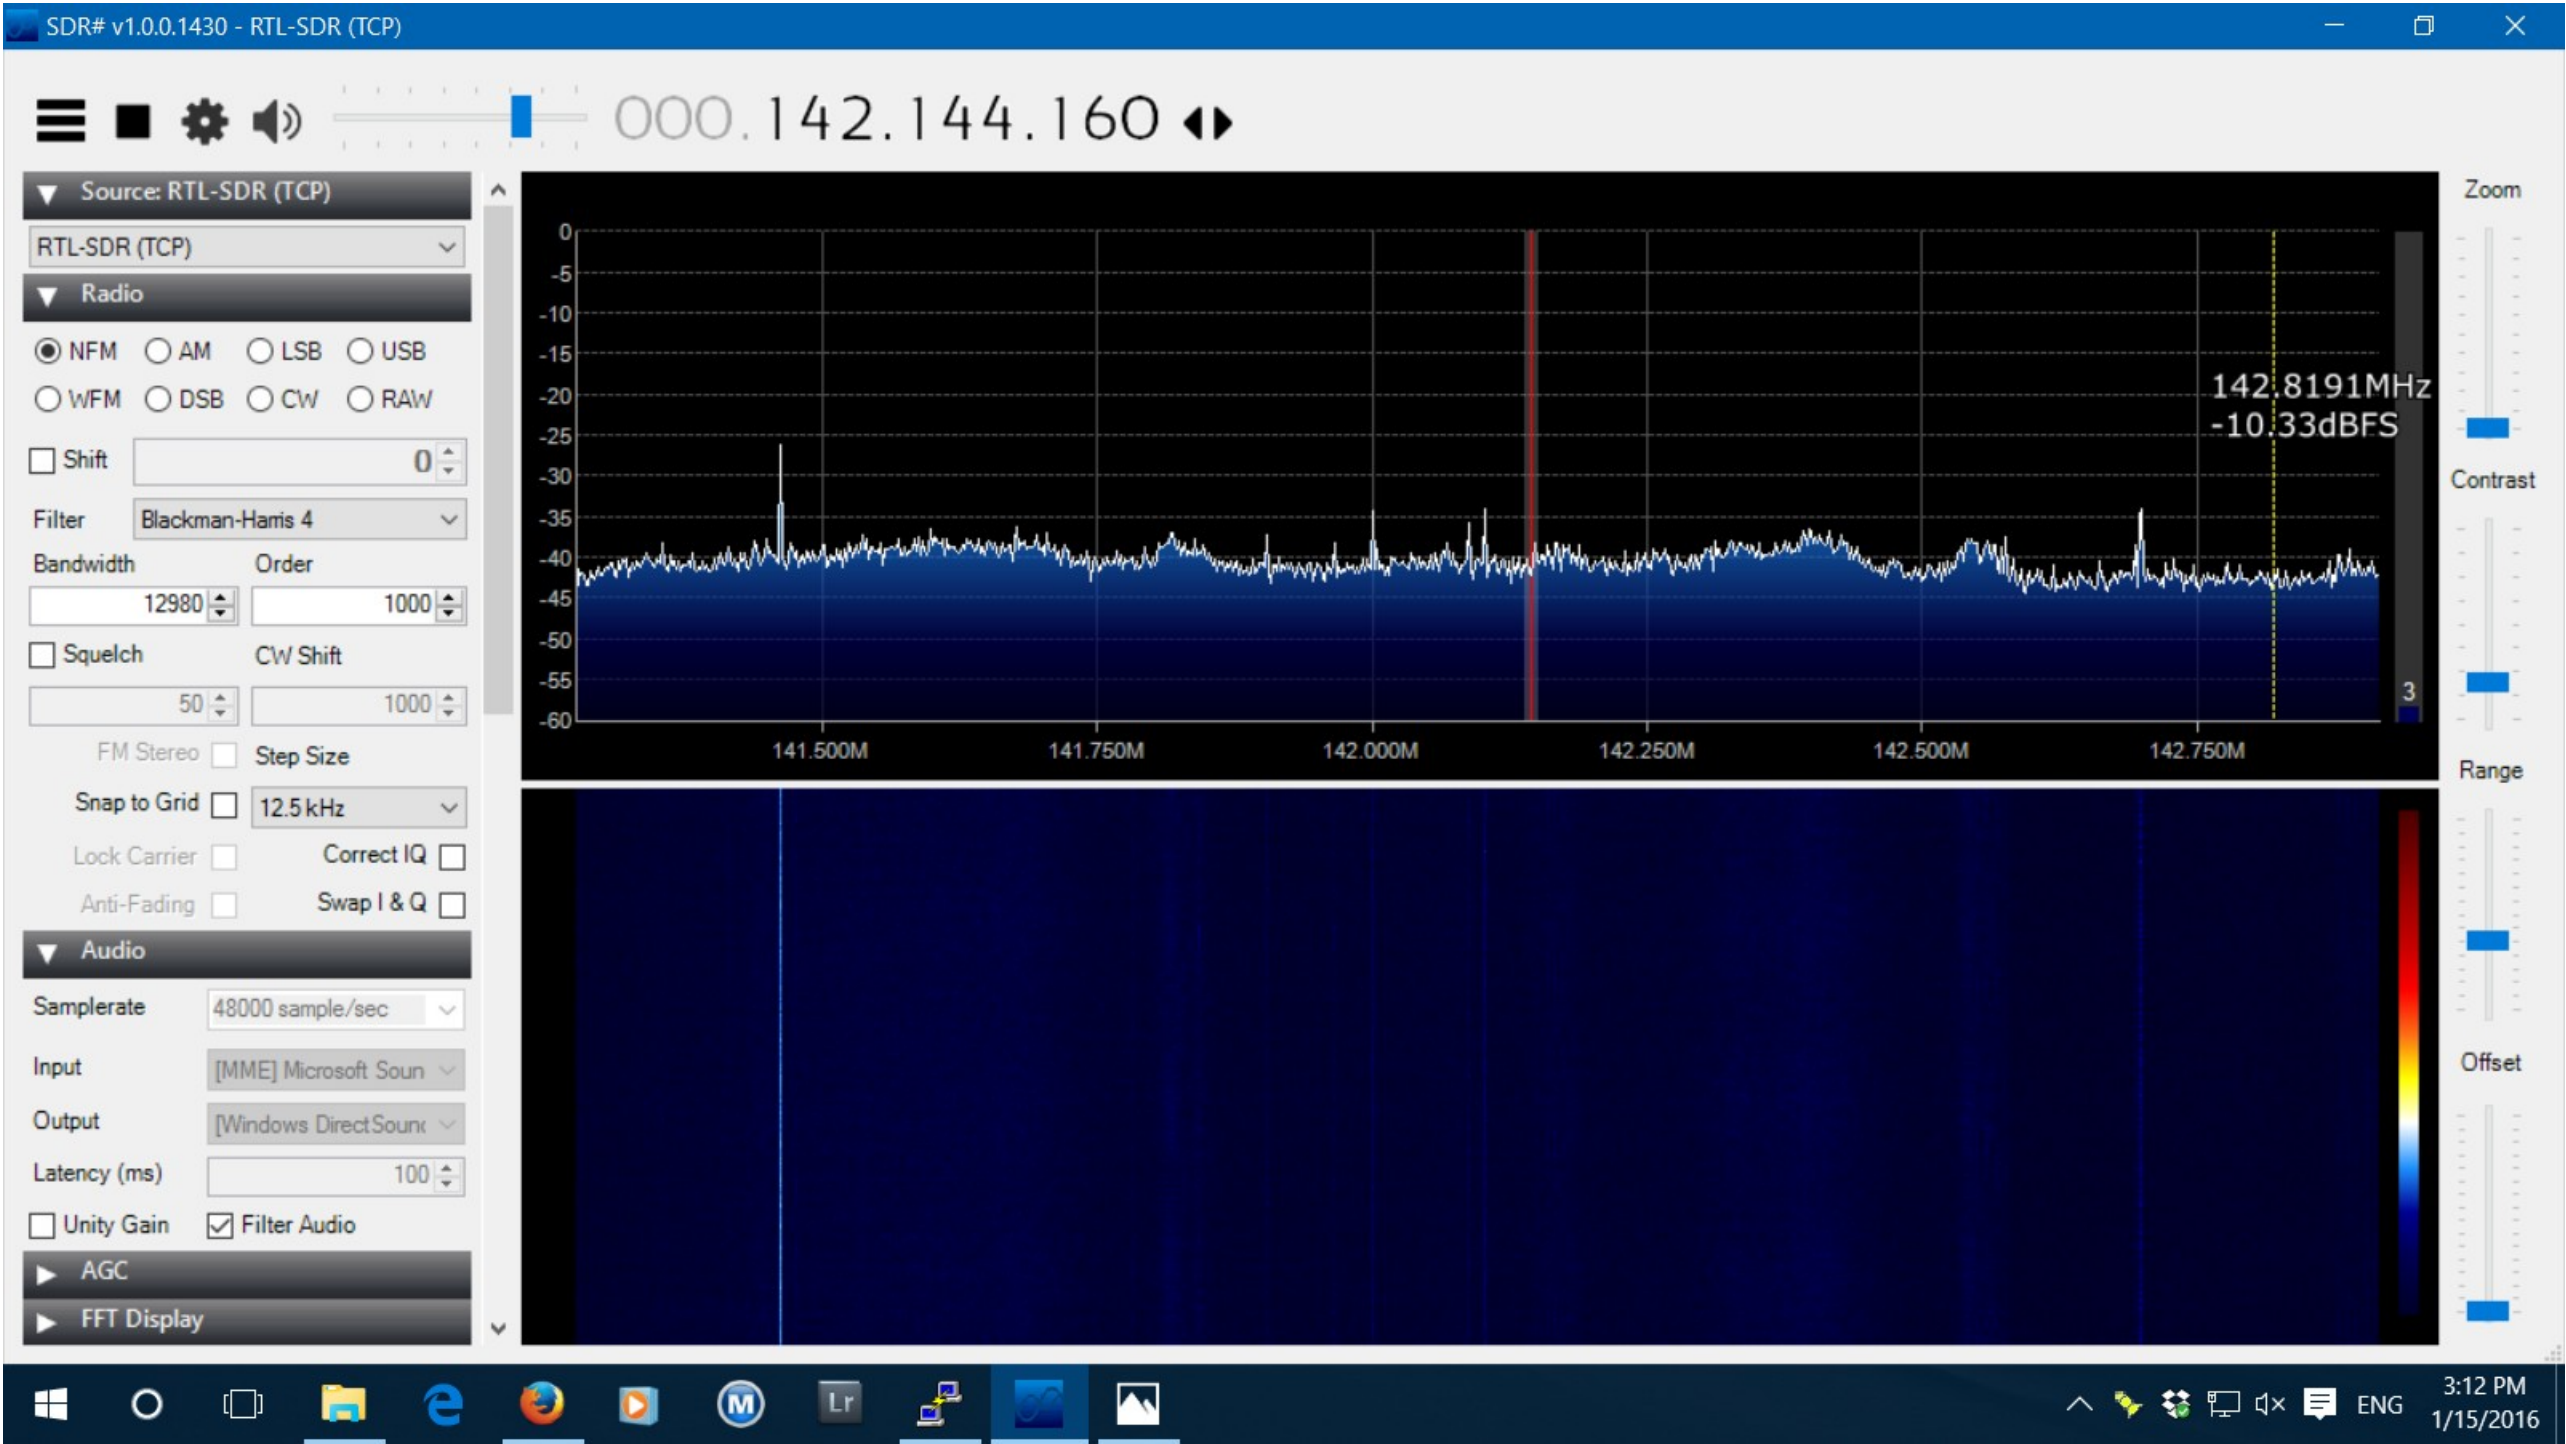 SDR# v1.0.0.1430 - RTL-SDR (TCP)
000.142.144.160
Source: RTL-SDR (TCP)
RTL-SDR (TCP)
Radio
NFM AM LSB USB
WFM DSB CW RAW
Shift 0
Filter Blackman-Harris 4
Bandwidth Order
12980 1000
Squelch CW Shift
50 1000
FM Stereo Step Size
Snap to Grid 12.5 kHz
Lock Carrier Correct IQ
Anti-Fading Swap I & Q
Audio
Samplerate 48000 sample/sec
Input [MME] Microsoft Soun
Output [Windows DirectSound
Latency (ms) 100
Unity Gain Filter Audio
AGC
FFT Display
0
-5
-10
-15
-20
-25
-30
-35
-40
-45
-50
-55
-60
142.8191MHz
-10.33dBFS
3
141.500M 141.750M 142.000M 142.250M 142.500M 142.750M
Zoom
Contrast
Range
Offset
M
Lr
ENG
3:12 PM
1/15/2016